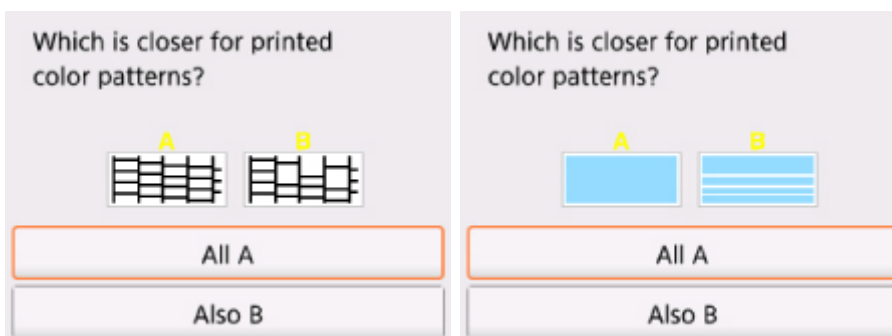 Which is closer for printed
color patterns?
A B
All A
Also B
Which is closer for printed
color patterns?
A B
All A
Also B